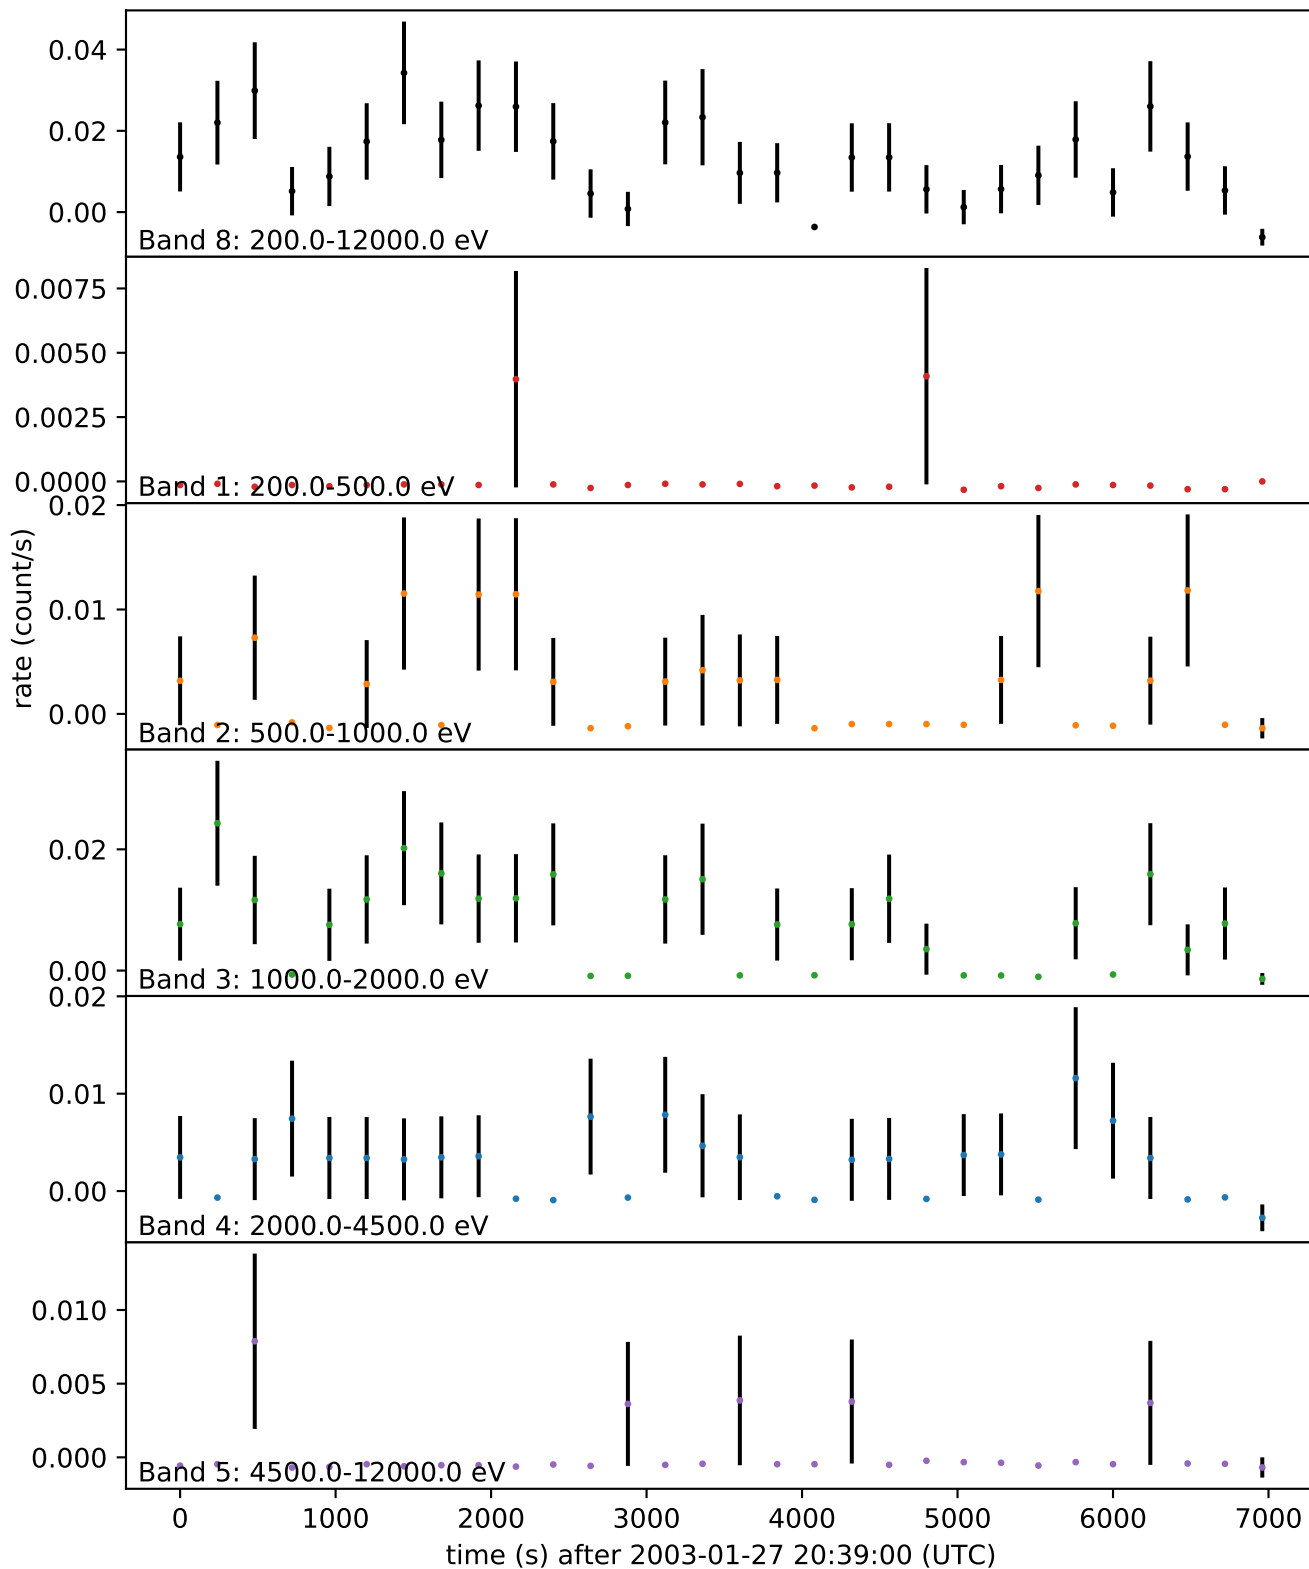 0.04
0.02
0.00
Band 8: 200.0-12000.0 eV
0.0075
0.0050
0.0025
0.0000
Band 1: 200.0-500.0 eV
0.02
0.01
0.00
Band 2: 500.0-1000.0 eV
rate (count/s)
0.02
0.00
Band 3: 1000.0-2000.0 eV
0.02
0.01
0.00
Band 4: 2000.0-4500.0 eV
0.010
0.005
0.000
Band 5: 4500.0-12000.0 eV
0 1000 2000 3000 4000 5000 6000 7000
time (s) after 2003-01-27 20:39:00 (UTC)